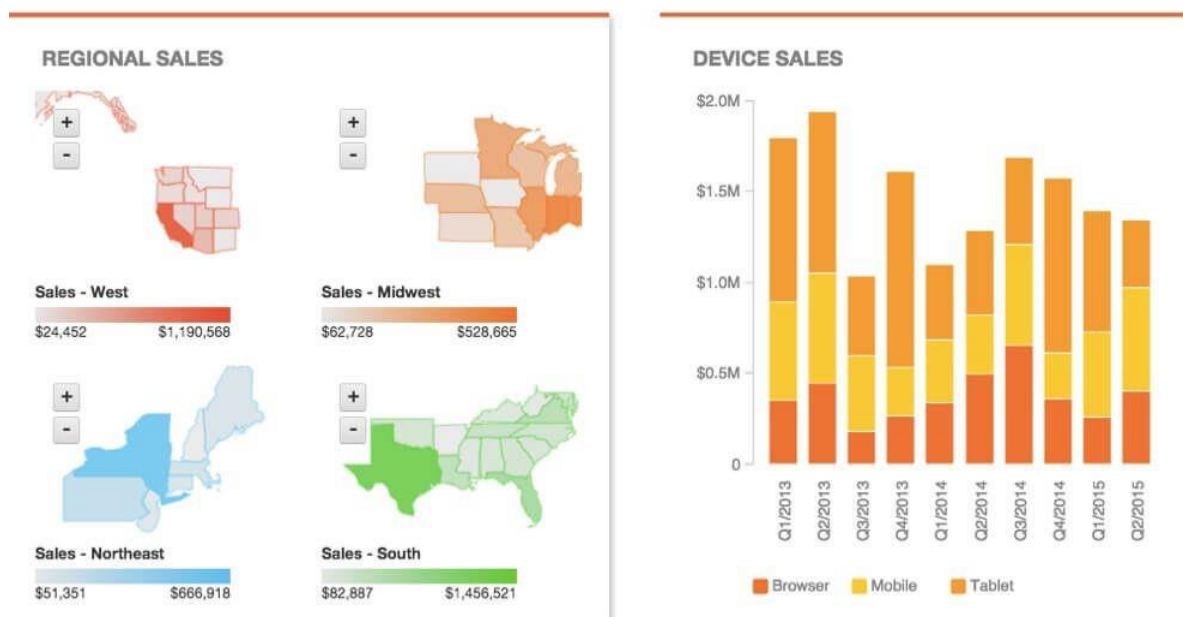 REGIONAL SALES
+
-
Sales - West
$24,452 $1,190,568
+
-
Sales - Midwest
$62,728 $528,665
+
-
Sales - Northeast
$51,351 $666,918
+
-
Sales - South
$82,887 $1,456,521
DEVICE SALES
$2.0M
$1.5M
$1.0M
$0.5M
0
Q1/2013
Q2/2013
Q3/2013
Q4/2013
Q1/2014
Q2/2014
Q3/2014
Q4/2014
Q1/2015
Q2/2015
Browser Mobile Tablet